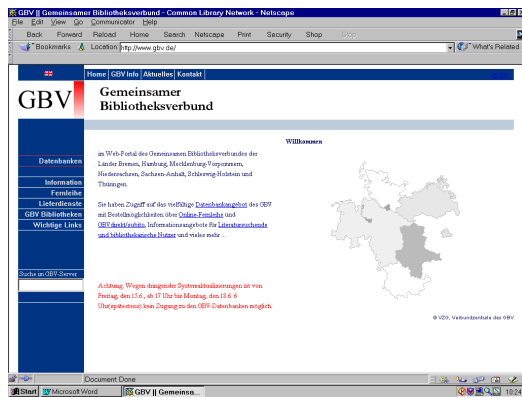 GBV || Gemeinsamer Bibliotheksverbund - Common Library Network - Netscape
File Edit View Go Communicator Help
Back Forward Reload Home Search Netscape Print Security Shop Stop
Bookmarks Location: http://www.gbv.de/ What's Related
Home GBV Info Aktuelles Kontakt
GBV
Gemeinsamer
Bibliotheksverbund
Willkommen
im Web-Portal des Gemeinsamen Bibliotheksverbundes der
Länder Bremen, Hamburg, Mecklenburg-Vorpommern,
Niedersachsen, Sachsen-Anhalt, Schleswig-Holstein und
Thüringen.
Sie haben Zugriff auf das vielfältige Datenbankangebot des GBV
mit Bestellmöglichkeiten über Online-Fernleihe und
GBVdirekt/subito, Informationsangebote für Literatursuchende
und bibliothekarische Nutzer und vieles mehr ...
Datenbanken
Information
Fernleihe
Lieferdienste
GBV Bibliotheken
Wichtige Links
Suche im GBV-Server
Achtung: Wegen dringender Systemaktualisierungen ist von
Freitag, den 15.6., ab 17 Uhr bis Montag, den 18.6. 6
Uhr(spätestens) kein Zugang zu den GBV-Datenbanken möglich.
© VZG, Verbundzentrale des GBV
Document: Done
Start Microsoft Word GBV || Gemeinsa... 10:24